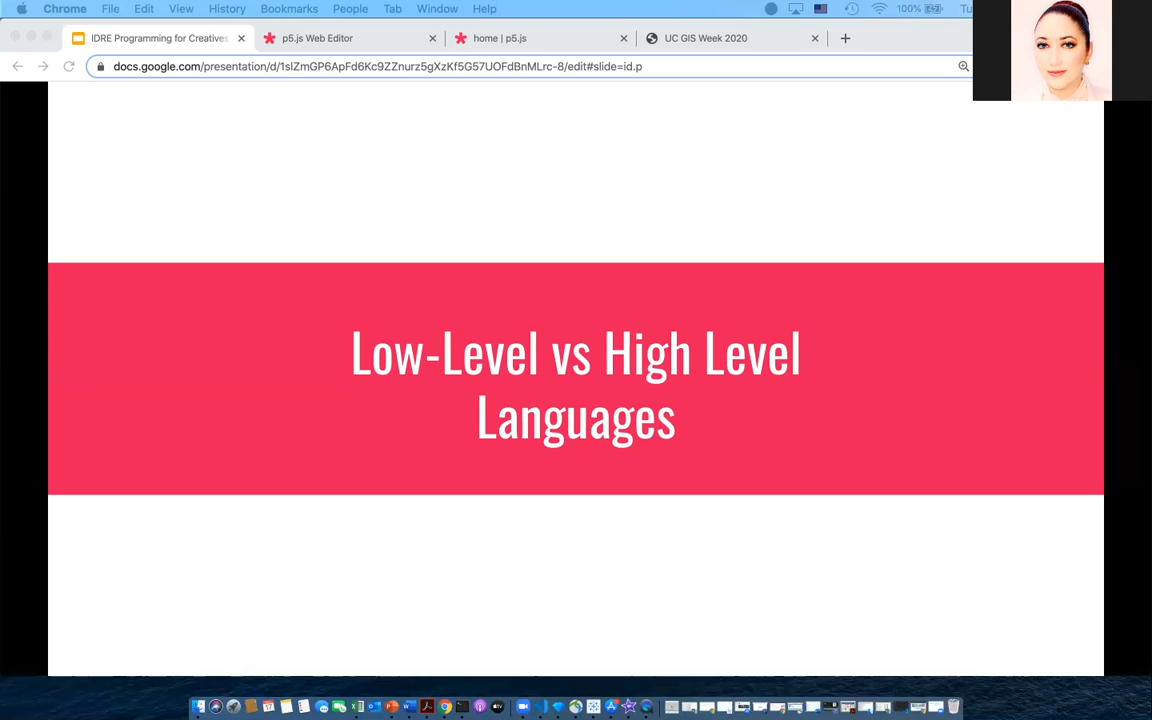 Chrome File Edit View History Bookmarks People Tab Window Help 100% Tu
IDRE Programming for Creatives p5.js Web Editor home | p5.js UC GIS Week 2020
docs.google.com/presentation/d/1slZmGP6ApFd6Kc9ZZnurz5gXzKf5G57UOFdBnMLrc-8/edit#slide=id.p
Low-Level vs High Level
Languages